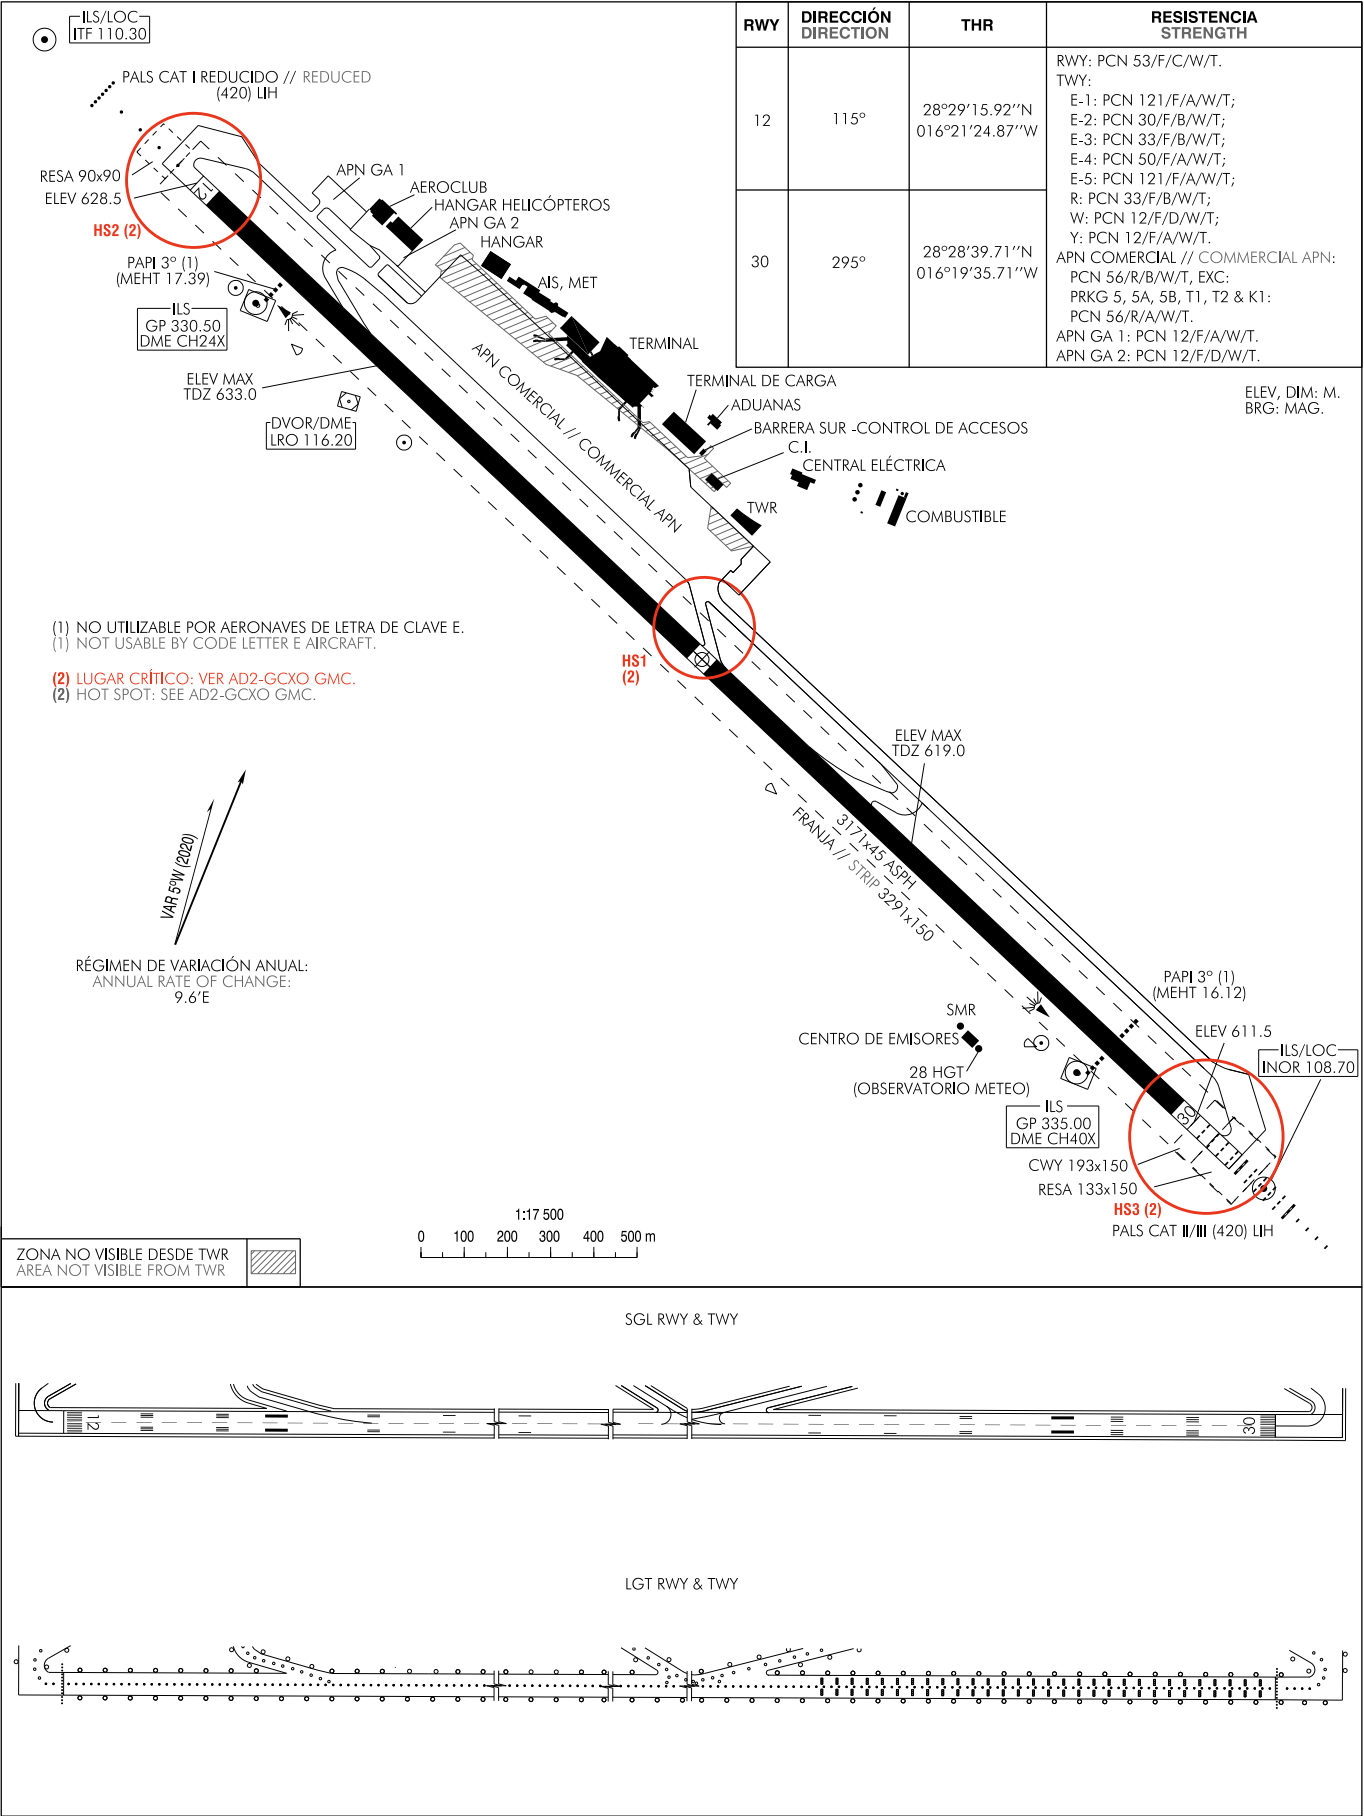 ILS/LOC
ITF 110.30
PALS CAT I REDUCIDO // REDUCED
(420) LIH
RESA 90x90
ELEV 628.5
HS2 (2)
12
PAPI 3° (1)
(MEHT 17.39)
ILS
GP 330.50
DME CH24X
ELEV MAX
TDZ 633.0
DVOR/DME
LRO 116.20
APN GA 1
AEROCLUB
HANGAR HELICÓPTEROS
APN GA 2
HANGAR
AIS, MET
TERMINAL
APN COMERCIAL // COMMERCIAL APN
TERMINAL DE CARGA
ADUANAS
BARRERA SUR -CONTROL DE ACCESOS
C.I.
CENTRAL ELÉCTRICA
COMBUSTIBLE
TWR
RWY
DIRECCIÓN
DIRECTION
THR
RESISTENCIA
STRENGTH
12
115º
28º29'15.92''N
016º21'24.87''W
30
295º
28º28'39.71''N
016º19'35.71''W
RWY: PCN 53/F/C/W/T.
TWY:
E-1: PCN 121/F/A/W/T;
E-2: PCN 30/F/B/W/T;
E-3: PCN 33/F/B/W/T;
E-4: PCN 50/F/A/W/T;
E-5: PCN 121/F/A/W/T;
R: PCN 33/F/B/W/T;
W: PCN 12/F/D/W/T;
Y: PCN 12/F/A/W/T.
APN COMERCIAL // COMMERCIAL APN:
PCN 56/R/B/W/T, EXC:
PRKG 5, 5A, 5B, T1, T2 & K1:
PCN 56/R/A/W/T.
APN GA 1: PCN 12/F/A/W/T.
APN GA 2: PCN 12/F/D/W/T.
ELEV, DIM: M.
BRG: MAG.
(1) NO UTILIZABLE POR AERONAVES DE LETRA DE CLAVE E.
(1) NOT USABLE BY CODE LETTER E AIRCRAFT.
(2) LUGAR CRÍTICO: VER AD2-GCXO GMC.
(2) HOT SPOT: SEE AD2-GCXO GMC.
HS1
(2)
VAR 5ºW (2020)
RÉGIMEN DE VARIACIÓN ANUAL:
ANNUAL RATE OF CHANGE:
9.6'E
ELEV MAX
TDZ 619.0
3171x45 ASPH
FRANJA // STRIP 3291x150
PAPI 3° (1)
(MEHT 16.12)
SMR
CENTRO DE EMISORES
28 HGT
(OBSERVATORIO METEO)
ELEV 611.5
ILS/LOC
INOR 108.70
ILS
GP 335.00
DME CH40X
30
CWY 193x150
RESA 133x150
HS3 (2)
PALS CAT II/III (420) LIH
1:17 500
0 100 200 300 400 500 m
ZONA NO VISIBLE DESDE TWR
AREA NOT VISIBLE FROM TWR
SGL RWY & TWY
12
30
LGT RWY & TWY